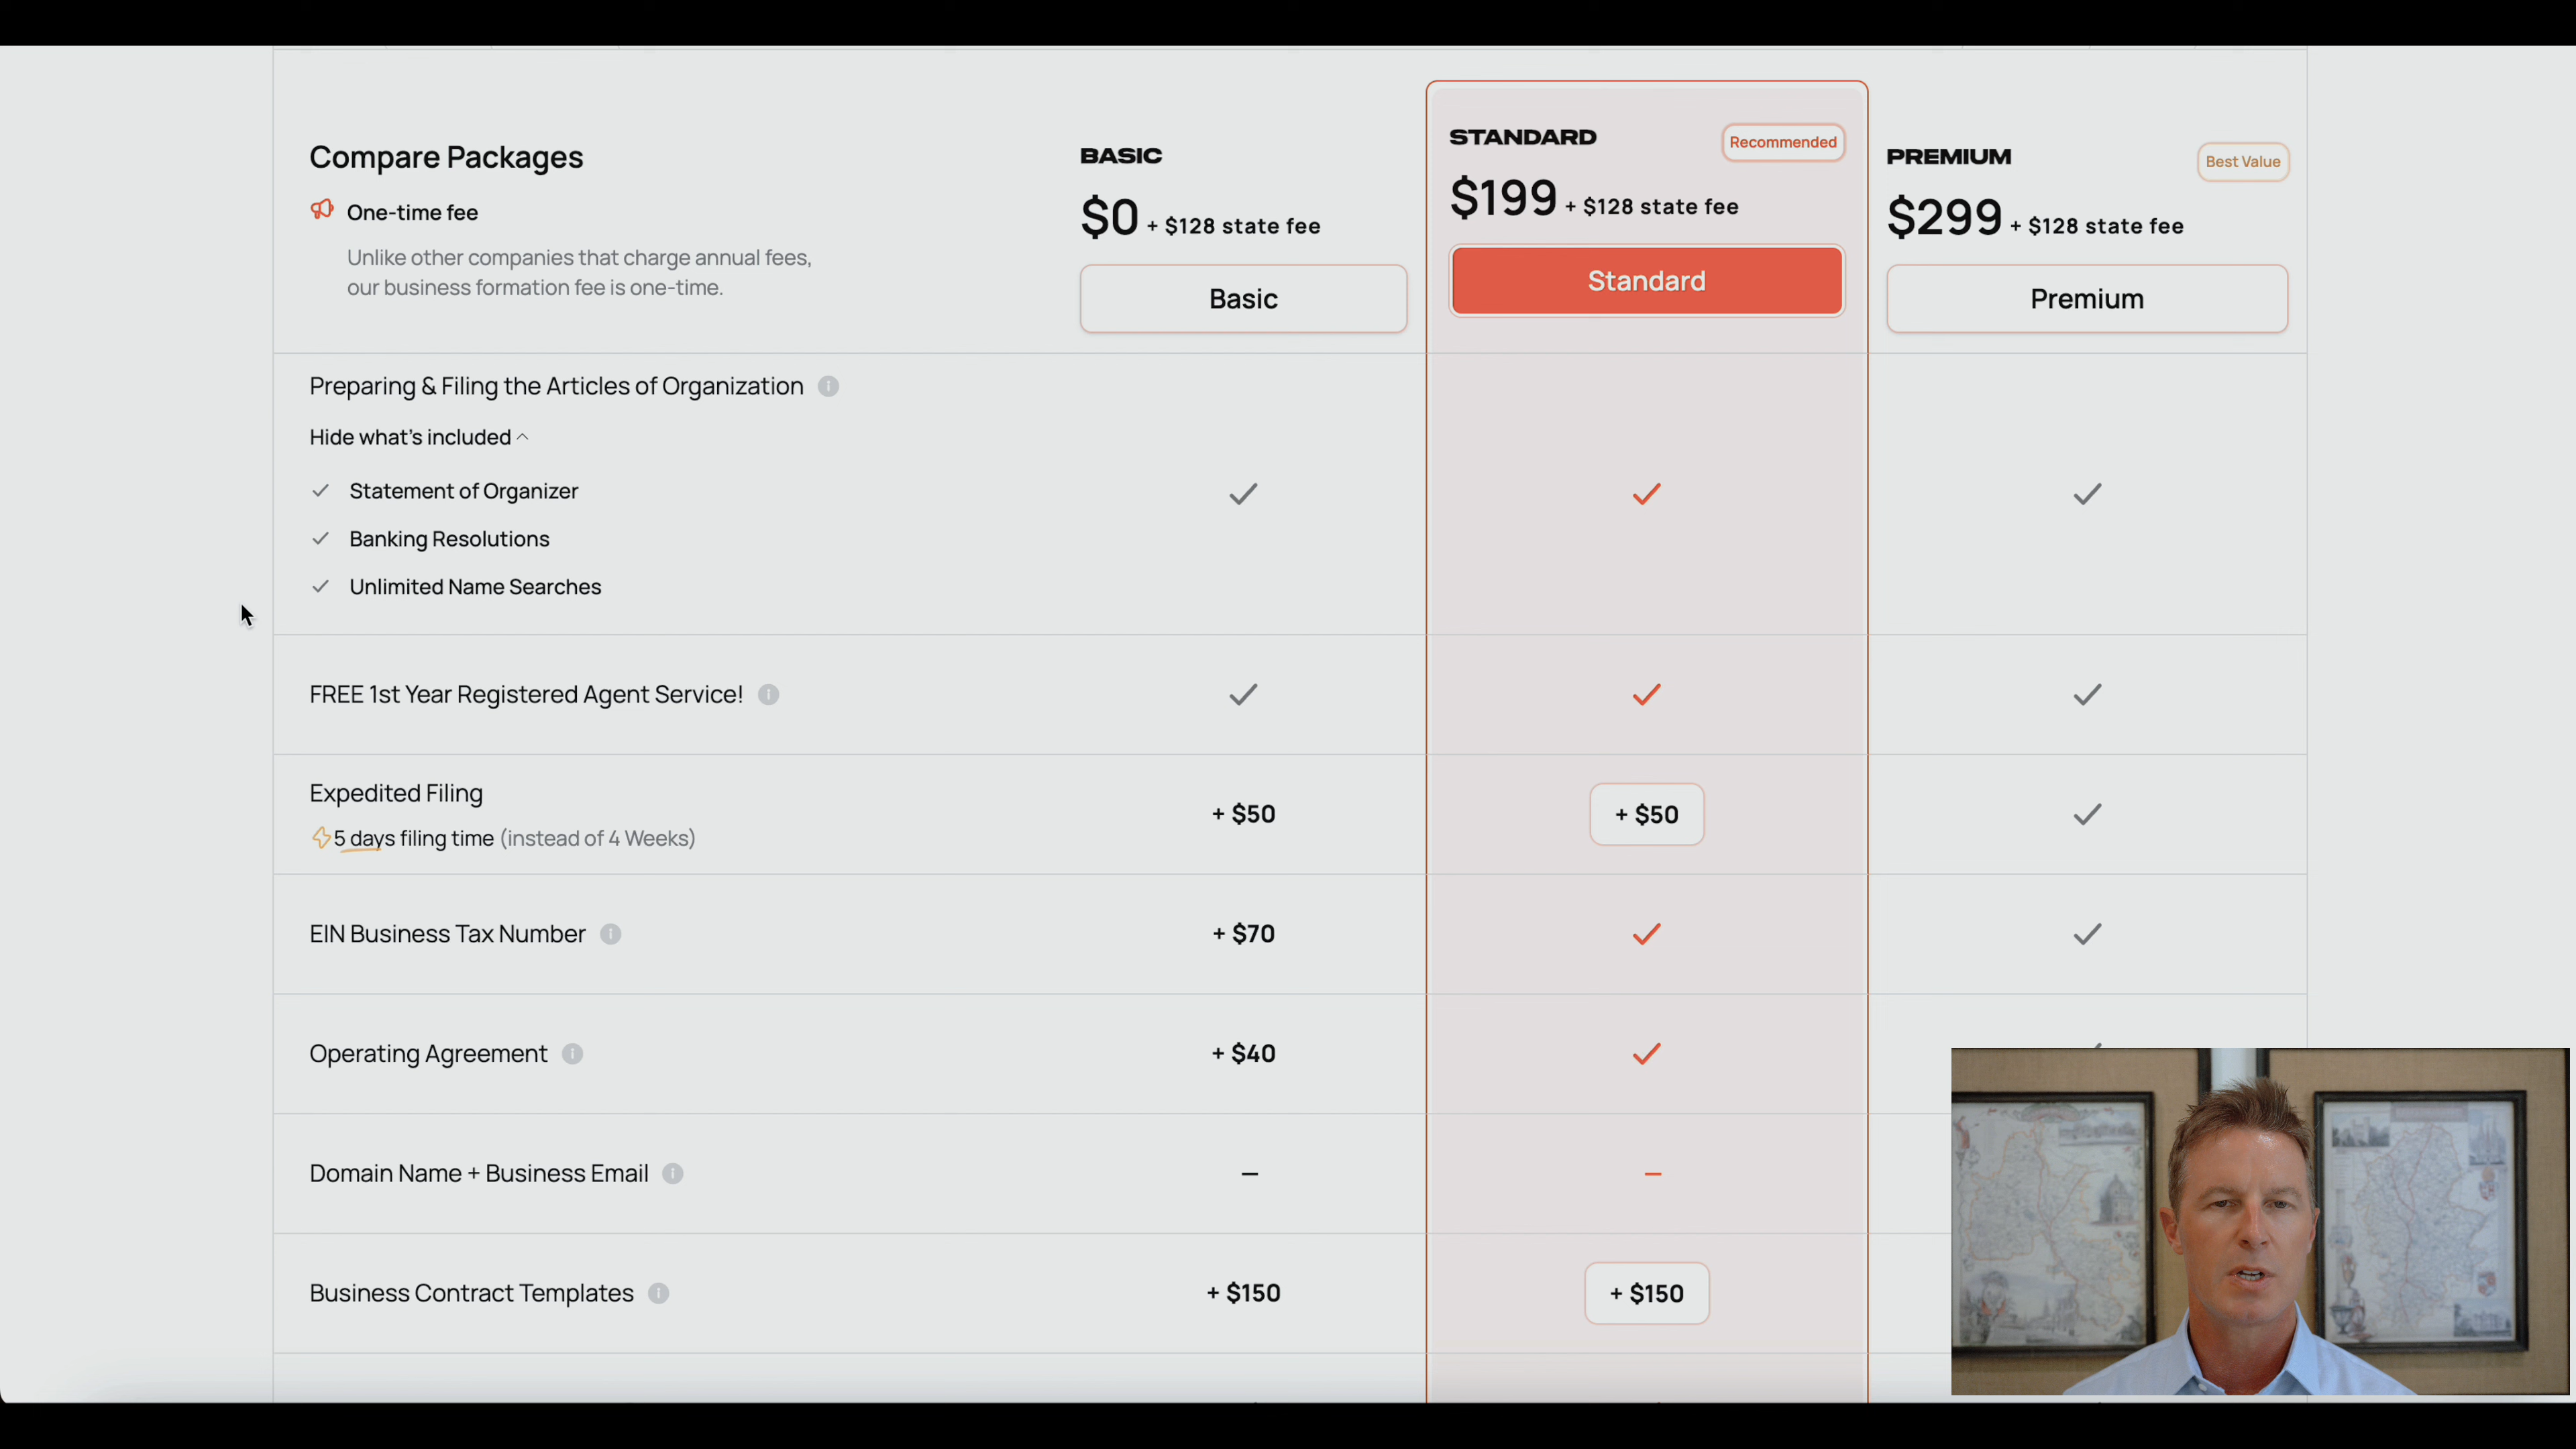 Compare Packages
One-time fee
Unlike other companies that charge annual fees,
our business formation fee is one-time.
BASIC
$0 + $128 state fee
Basic
STANDARD
Recommended
$199 + $128 state fee
Standard
PREMIUM
Best Value
$299 + $128 state fee
Premium
Preparing & Filing the Articles of Organization
Hide what's included
Statement of Organizer
Banking Resolutions
Unlimited Name Searches
FREE 1st Year Registered Agent Service!
Expedited Filing
5 days filing time (instead of 4 Weeks)
+ $50
+ $50
EIN Business Tax Number
+ $70
Operating Agreement
+ $40
Domain Name + Business Email
–
–
Business Contract Templates
+ $150
+ $150